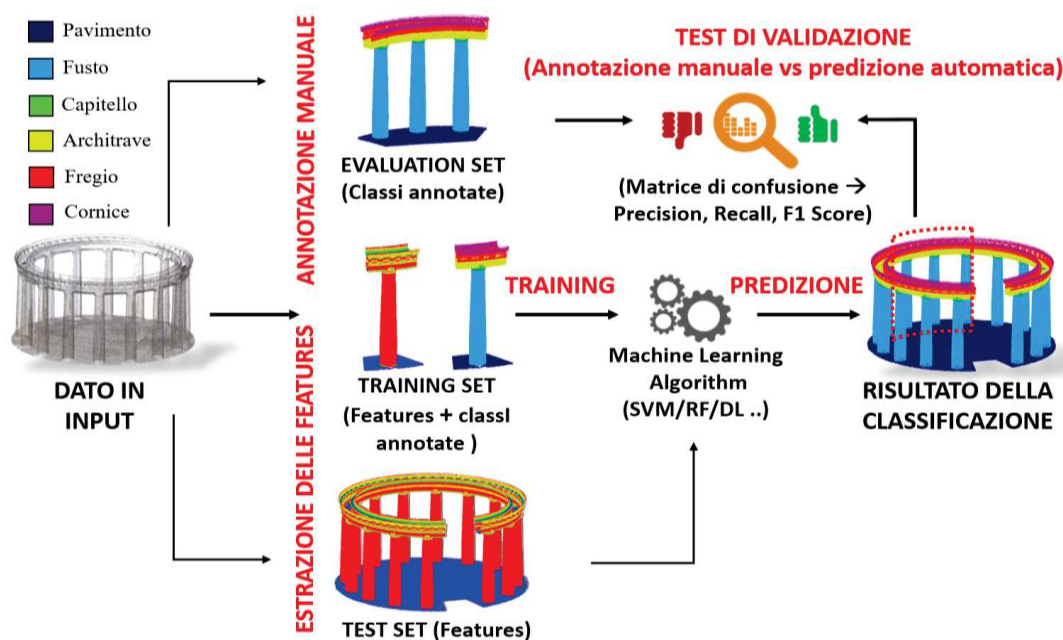 Pavimento
Fusto
Capitello
Architrave
Fregio
Cornice
DATO IN
INPUT
ANNOTAZIONE MANUALE
ESTRAZIONE DELLE FEATURES
EVALUATION SET
(Classi annotate)
TRAINING SET
(Features + classI
annotate )
TEST SET (Features)
TRAINING
Machine Learning
Algorithm
(SVM/RF/DL ..)
PREDIZIONE
TEST DI VALIDAZIONE
(Annotazione manuale vs predizione automatica)
(Matrice di confusione →
Precision, Recall, F1 Score)
RISULTATO DELLA
CLASSIFICAZIONE